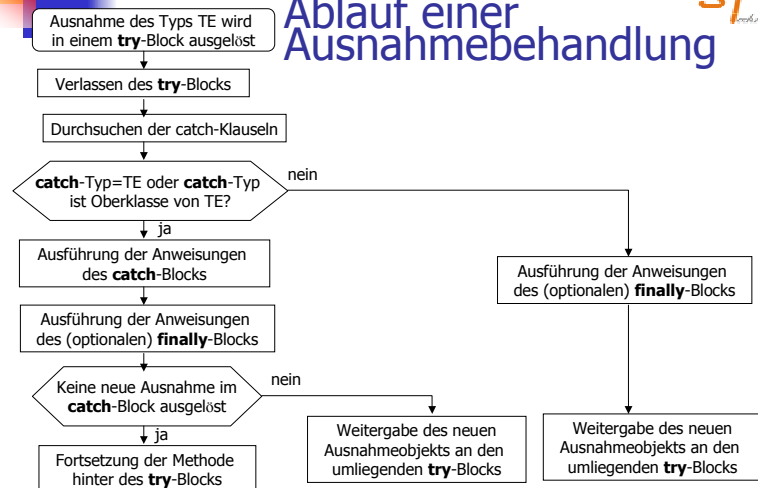 Ablauf einer
Ausnahmebehandlung
Ausnahme des Typs TE wird
in einem try-Block ausgelöst
Verlassen des try-Blocks
Durchsuchen der catch-Klauseln
catch-Typ=TE oder catch-Typ
ist Oberklasse von TE?
nein
ja
Ausführung der Anweisungen
des catch-Blocks
Ausführung der Anweisungen
des (optionalen) finally-Blocks
Ausführung der Anweisungen
des (optionalen) finally-Blocks
Keine neue Ausnahme im
catch-Block ausgelöst
nein
ja
Fortsetzung der Methode
hinter des try-Blocks
Weitergabe des neuen
Ausnahmeobjekts an den
umliegenden try-Blocks
Weitergabe des neuen
Ausnahmeobjekts an den
umliegenden try-Blocks